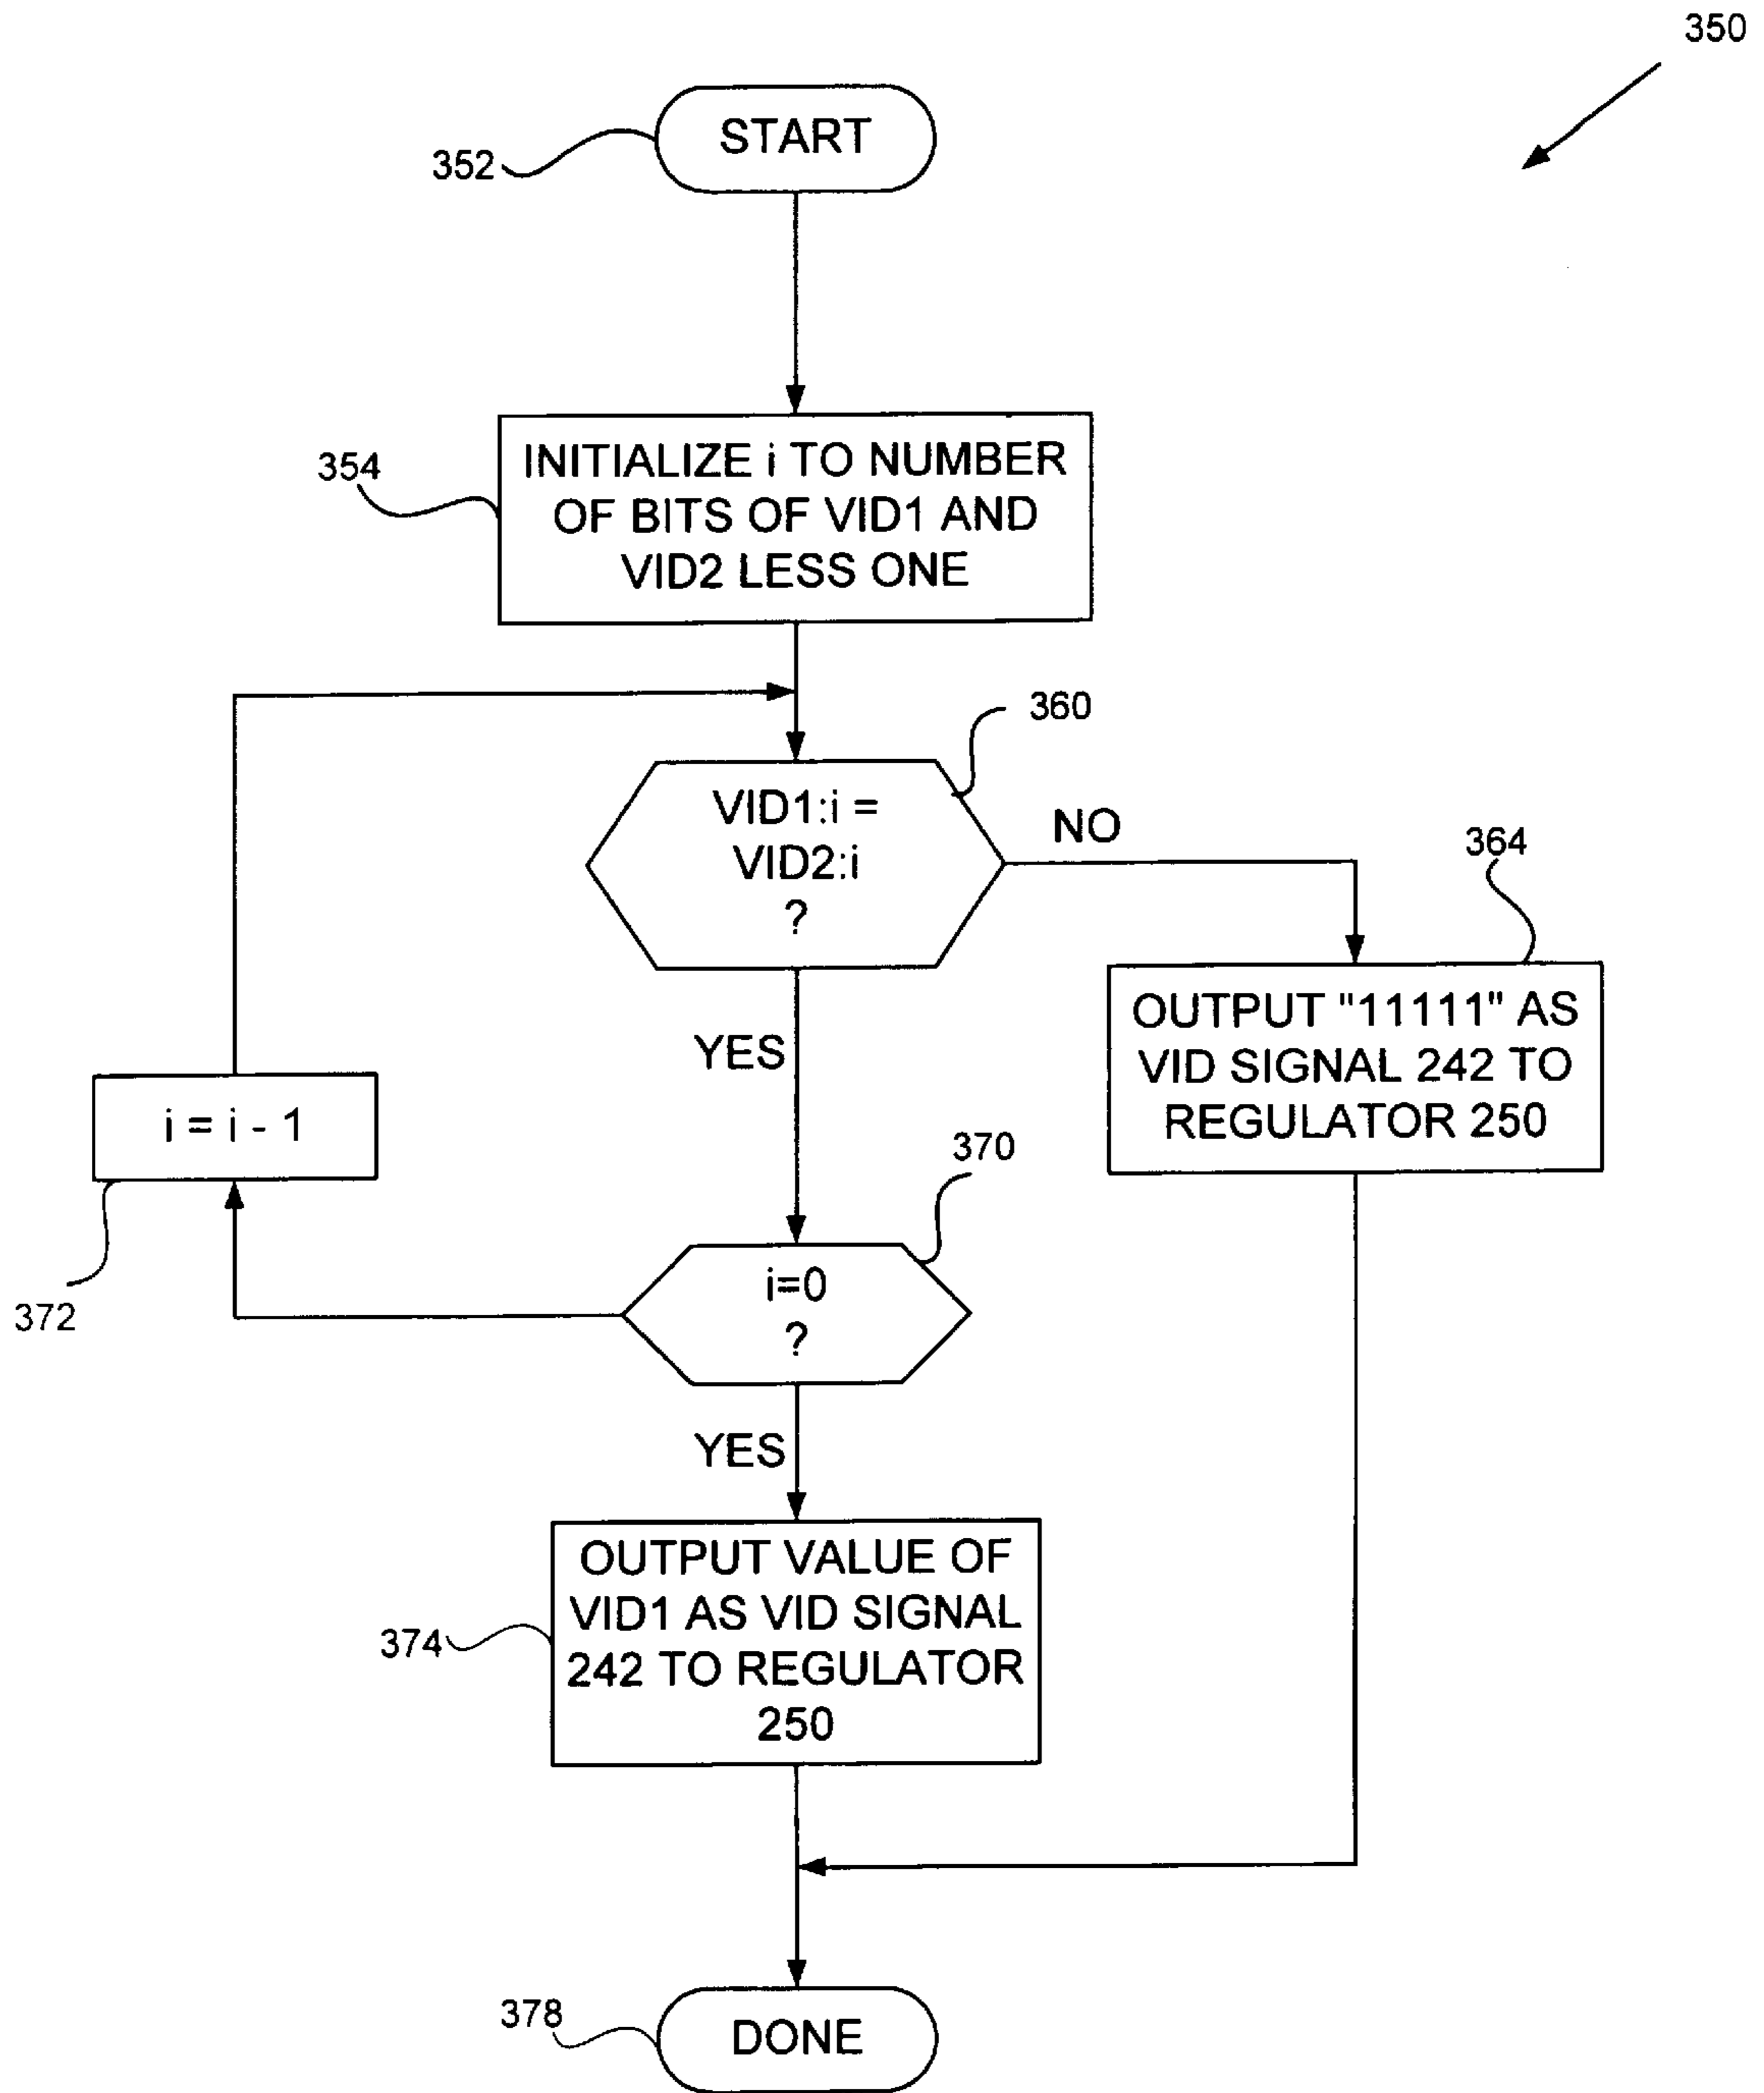 350
START
352
INITIALIZE i TO NUMBER
OF BITS OF VID1 AND
VID2 LESS ONE
354
360
VID1:i =
VID2:i
?
NO
364
OUTPUT "11111" AS
VID SIGNAL 242 TO
REGULATOR 250
YES
i = i - 1
372
370
i=0
?
YES
OUTPUT VALUE OF
VID1 AS VID SIGNAL
242 TO REGULATOR
250
374
378
DONE